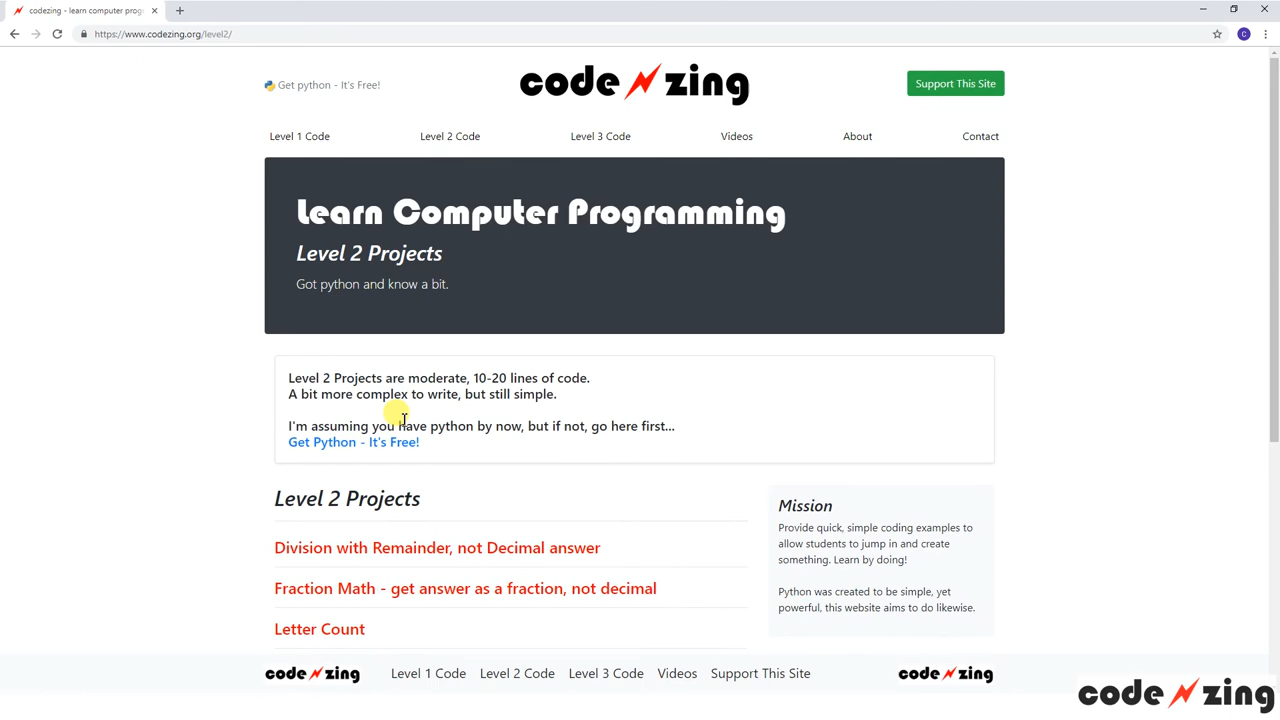 codezing - learn computer prog
https://www.codezing.org/level2/
C
Get python - It's Free!
code zing
Support This Site
Level 1 Code
Level 2 Code
Level 3 Code
Videos
About
Contact
Learn Computer Programming
Level 2 Projects
Got python and know a bit.
Level 2 Projects are moderate, 10-20 lines of code.
A bit more complex to write, but still simple.
I'm assuming you have python by now, but if not, go here first...
Get Python - It's Free!
Level 2 Projects
Division with Remainder, not Decimal answer
Fraction Math - get answer as a fraction, not decimal
Letter Count
Mission
Provide quick, simple coding examples to
allow students to jump in and create
something. Learn by doing!
Python was created to be simple, yet
powerful, this website aims to do likewise.
code zing
Level 1 Code
Level 2 Code
Level 3 Code
Videos
Support This Site
code zing
code zing